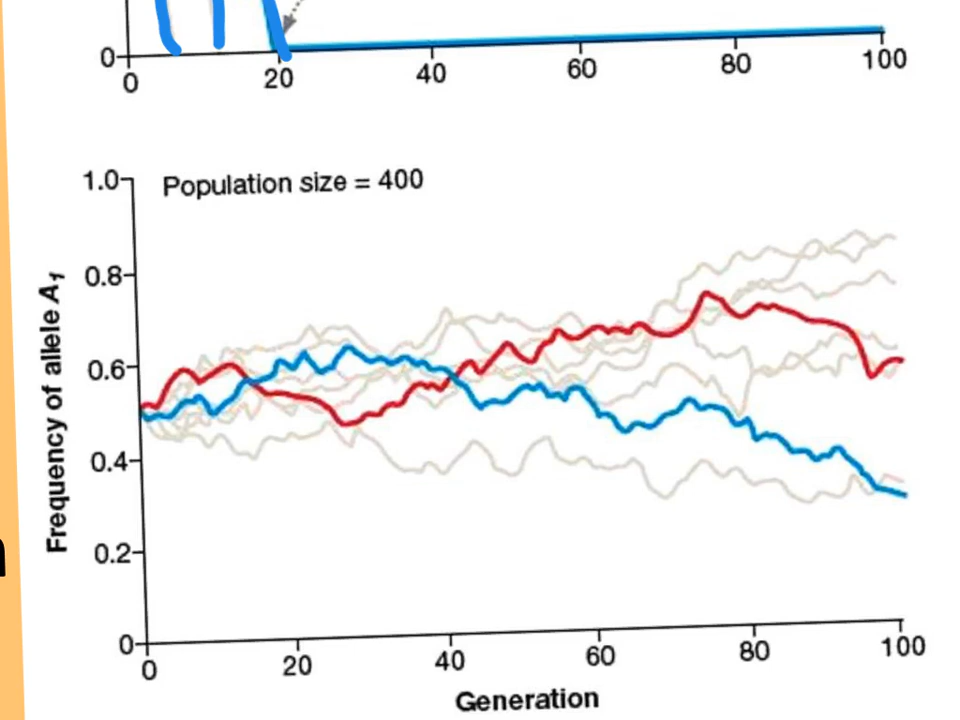 0
0 20 40 60 80 100
Population size = 400
1.0
0.8
0.6
0.4
0.2
0
Frequency of allele A1
0 20 40 60 80 100
Generation